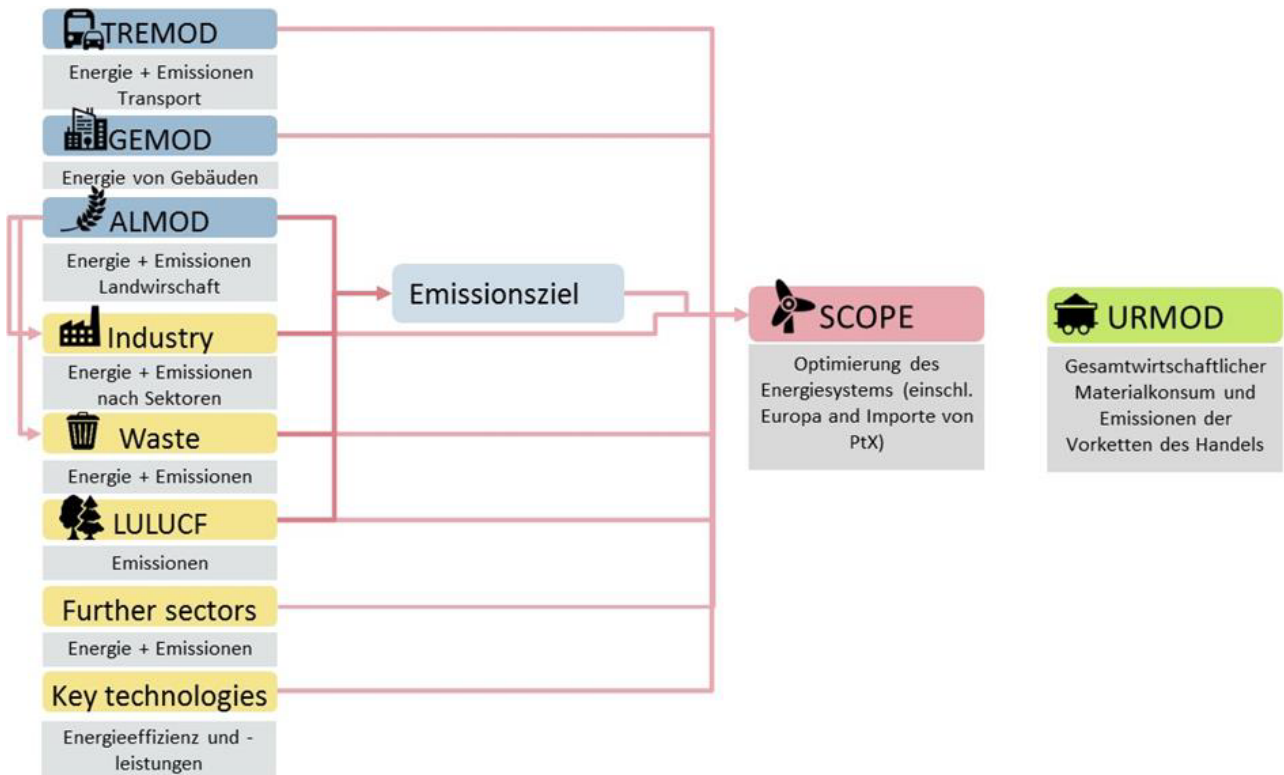 TREMOD
Energie + Emissionen
Transport
GEMOD
Energie von Gebäuden
ALMOD
Energie + Emissionen
Landwirschaft
Industry
Energie + Emissionen
nach Sektoren
Waste
Energie + Emissionen
LULUCF
Emissionen
Further sectors
Energie + Emissionen
Key technologies
Energieeffizienz und -
leistungen
Emissionsziel
SCOPE
Optimierung des
Energiesystems (einschl.
Europa and Importe von
PtX)
URMOD
Gesamtwirtschaftlicher
Materialkonsum und
Emissionen der
Vorketten des Handels